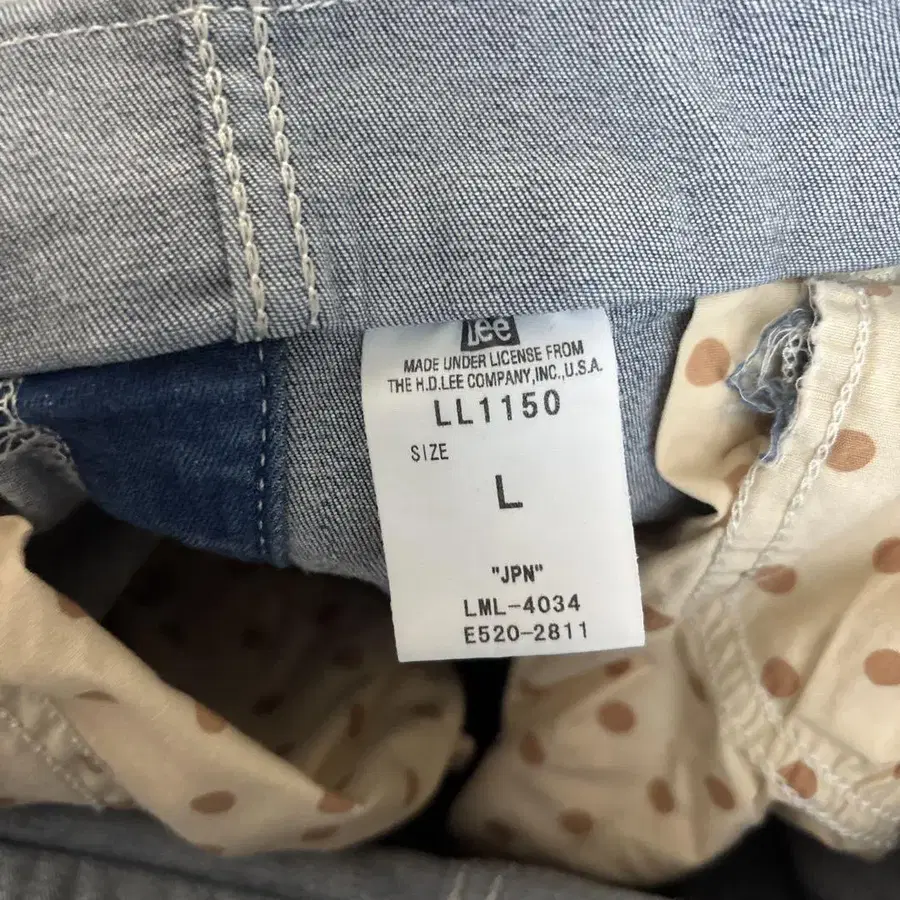 Lee
MADE UNDER LICENSE FROM
THE H.D.LEE COMPANY,INC.,U.S.A.
LL1150
SIZE
L
"JPN"
LML-4034
E520-2811